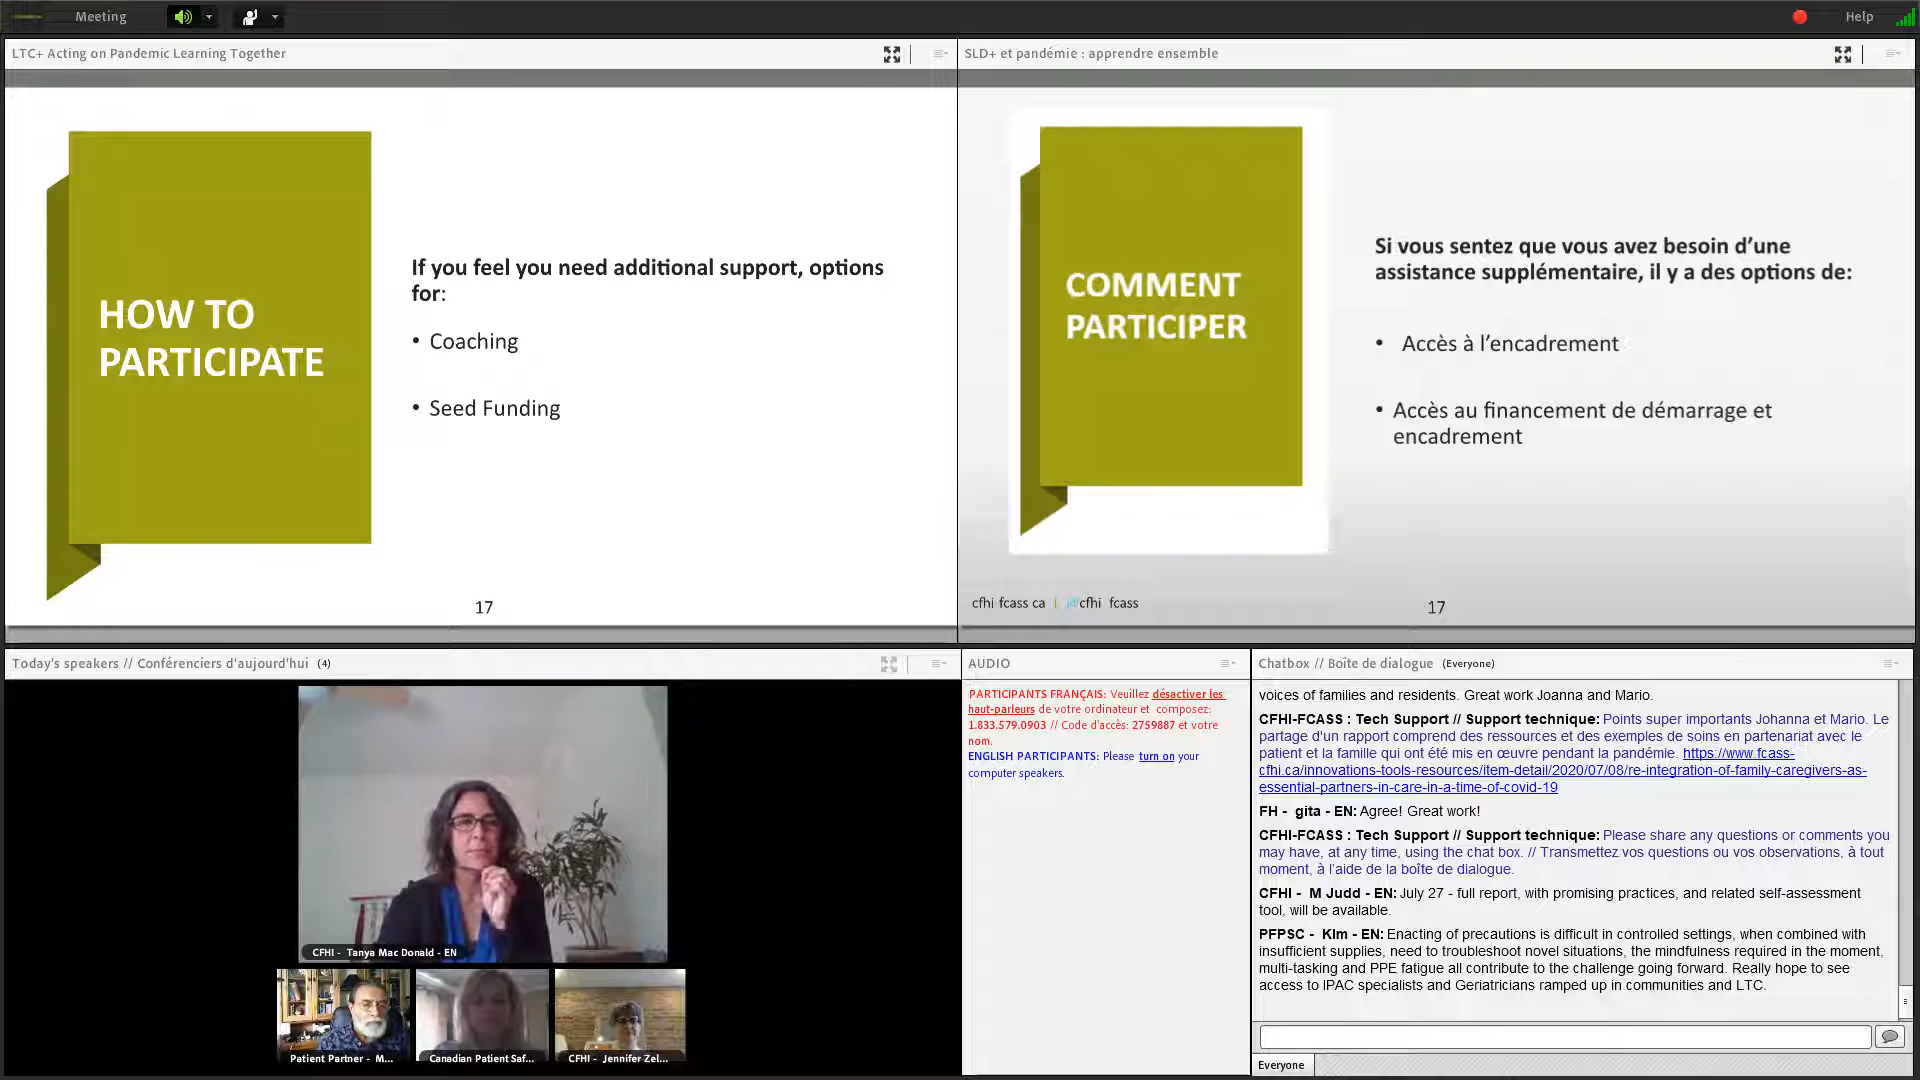 Meeting
Help
LTC+ Acting on Pandemic Learning Together
HOW TO
PARTICIPATE
If you feel you need additional support, options
for:
• Coaching
• Seed Funding
17
SLD+ et pandémie : apprendre ensemble
COMMENT
PARTICIPER
Si vous sentez que vous avez besoin d’une
assistance supplémentaire, il y a des options de:
• Accès à l’encadrement
• Accès au financement de démarrage et
encadrement
cfhi fcass ca | @cfhi fcass
17
Today's speakers // Conférenciers d'aujourd'hui (4)
CFHI - Tanya Mac Donald - EN
Patient Partner - M...
Canadian Patient Saf...
CFHI - Jennifer Zel...
AUDIO
PARTICIPANTS FRANÇAIS: Veuillez désactiver les
haut-parleurs de votre ordinateur et composez:
1.833.579.0903 // Code d'accès: 2759887 et votre
nom.
ENGLISH PARTICIPANTS: Please turn on your
computer speakers.
Chatbox // Boîte de dialogue (Everyone)
voices of families and residents. Great work Joanna and Mario.
CFHI-FCASS : Tech Support // Support technique: Points super importants Johanna et Mario. Le
partage d'un rapport comprend des ressources et des exemples de soins en partenariat avec le
patient et la famille qui ont été mis en œuvre pendant la pandémie. https://www.fcass-
cfhi.ca/innovations-tools-resources/item-detail/2020/07/08/re-integration-of-family-caregivers-as-
essential-partners-in-care-in-a-time-of-covid-19
FH - gita - EN: Agree! Great work!
CFHI-FCASS : Tech Support // Support technique: Please share any questions or comments you
may have, at any time, using the chat box. // Transmettez vos questions ou vos observations, à tout
moment, à l’aide de la boîte de dialogue.
CFHI - M Judd - EN: July 27 - full report, with promising practices, and related self-assessment
tool, will be available.
PFPSC - Kim - EN: Enacting of precautions is difficult in controlled settings, when combined with
insufficient supplies, need to troubleshoot novel situations, the mindfulness required in the moment,
multi-tasking and PPE fatigue all contribute to the challenge going forward. Really hope to see
access to IPAC specialists and Geriatricians ramped up in communities and LTC.
Everyone